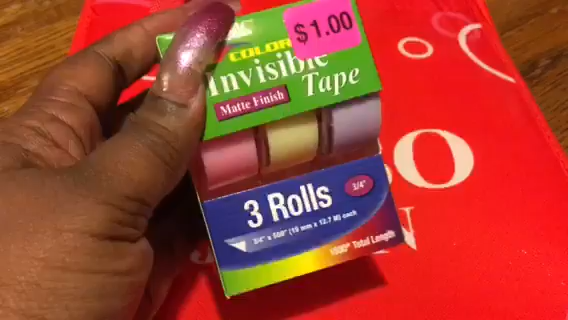 $1.00
COLOR
Invisible
Tape
Matte Finish
3 Rolls
3/4"
3/4" x 500" (19 mm x 12.7 M) each
1500" Total Length
SO
N